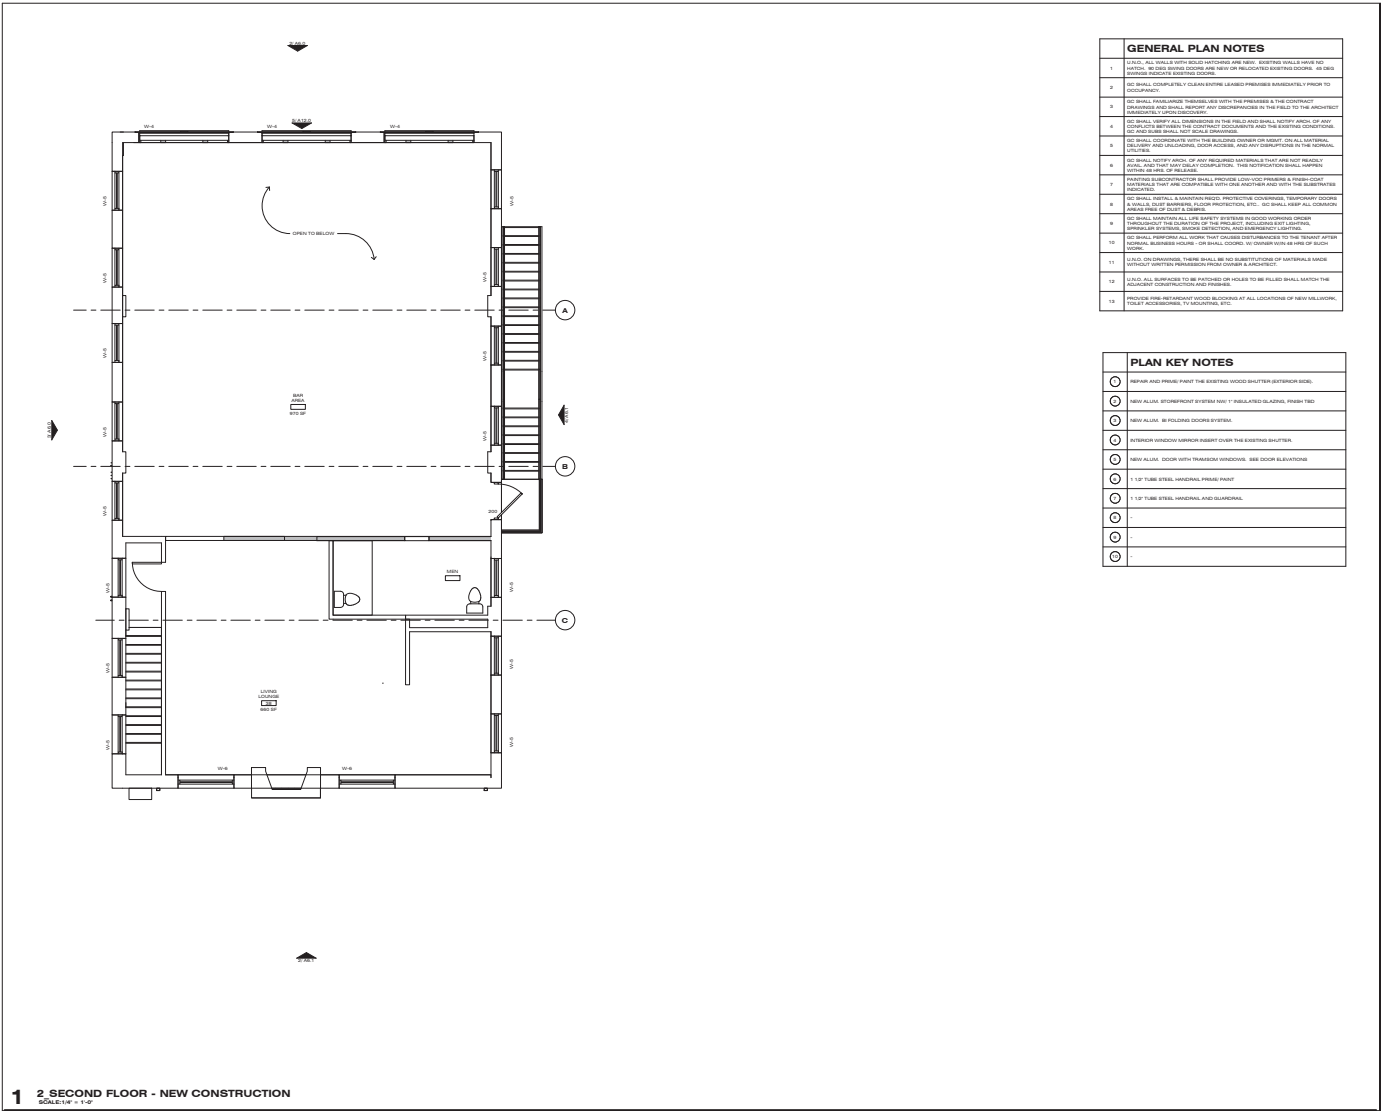 5/ A6.0
5/ A12.0
W-4
W-4
W-4
W-5
W-5
OPEN TO BELOW
W-5
W-5
A
W-5
W-5
BAR
AREA
970 SF
W-5
W-5
B
W-5
200
MEN
W-5
W-5
C
W-5
W-5
LIVING
LOUNGE
660 SF
W-5
W-5
W-6
W-6
2/ A6.1
GENERAL PLAN NOTES
1 U.N.O., ALL WALLS WITH SOLID HATCHING ARE NEW. EXISTING WALLS HAVE NO
HATCH. 90 DEG SWING DOORS ARE NEW OR RELOCATED EXISTING DOORS. 45 DEG
SWINGS INDICATE EXISTING DOORS.
2 GC SHALL COMPLETELY CLEAN ENTIRE LEASED PREMISES IMMEDIATELY PRIOR TO
OCCUPANCY.
3 GC SHALL FAMILIARIZE THEMSELVES WITH THE PREMISES & THE CONTRACT
DRAWINGS AND SHALL REPORT ANY DISCREPANCIES IN THE FIELD TO THE ARCHITECT
IMMEDIATELY UPON DISCOVERY.
4 GC SHALL VERIFY ALL DIMENSIONS IN THE FIELD AND SHALL NOTIFY ARCH. OF ANY
CONFLICTS BETWEEN THE CONTRACT DOCUMENTS AND THE EXISTING CONDITIONS.
GC AND SUBS SHALL NOT SCALE DRAWINGS.
5 GC SHALL COORDINATE WITH THE BUILDING OWNER OR MGMT. ON ALL MATERIAL
DELIVERY AND UNLOADING, DOOR ACCESS, AND ANY DISRUPTIONS IN THE NORMAL
UTILITIES.
6 GC SHALL NOTIFY ARCH. OF ANY REQUIRED MATERIALS THAT ARE NOT READILY
AVAIL. AND THAT MAY DELAY COMPLETION. THIS NOTIFICATION SHALL HAPPEN
WITHIN 48 HRS. OF RELEASE.
7 PAINTING SUBCONTRACTOR SHALL PROVIDE LOW-VOC PRIMERS & FINISH-COAT
MATERIALS THAT ARE COMPATIBLE WITH ONE ANOTHER AND WITH THE SUBSTRATES
INDICATED.
8 GC SHALL INSTALL & MAINTAIN REQ'D. PROTECTIVE COVERINGS, TEMPORARY DOORS
& WALLS, DUST BARRIERS, FLOOR PROTECTION, ETC.. GC SHALL KEEP ALL COMMON
AREAS FREE OF DUST & DEBRIS.
9 GC SHALL MAINTAIN ALL LIFE SAFETY SYSTEMS IN GOOD WORKING ORDER
THROUGHOUT THE DURATION OF THE PROJECT, INCLUDING EXIT LIGHTING,
SPRINKLER SYSTEMS, SMOKE DETECTION, AND EMERGENCY LIGHTING.
10 GC SHALL PERFORM ALL WORK THAT CAUSES DISTURBANCES TO THE TENANT AFTER
NORMAL BUSINESS HOURS - OR SHALL COORD. W/ OWNER W/IN 48 HRS OF SUCH
WORK.
11 U.N.O. ON DRAWINGS, THERE SHALL BE NO SUBSTITUTIONS OF MATERIALS MADE
WITHOUT WRITTEN PERMISSION FROM OWNER & ARCHITECT.
12 U.N.O. ALL SURFACES TO BE PATCHED OR HOLES TO BE FILLED SHALL MATCH THE
ADJACENT CONSTRUCTION AND FINISHES.
13 PROVIDE FIRE-RETARDANT WOOD BLOCKING AT ALL LOCATIONS OF NEW MILLWORK,
TOILET ACCESSORIES, TV MOUNTING, ETC.
PLAN KEY NOTES
1 REPAIR AND PRIME/ PAINT THE EXISTING WOOD SHUTTER (EXTERIOR SIDE).
2 NEW ALUM. STOREFRONT SYSTEM NW/ 1" INSULATED GLAZING, FINISH TBD
3 NEW ALUM. BI FOLDING DOORS SYSTEM.
4 INTERIOR WINDOW MIRROR INSERT OVER THE EXISTING SHUTTER.
5 NEW ALUM. DOOR WITH TRANSOM WINDOWS. SEE DOOR ELEVATIONS
6 1 1/2" TUBE STEEL HANDRAIL PRIME/ PAINT
7 1 1/2" TUBE STEEL HANDRAIL AND GUARDRAIL
8 -
9 -
10 -
1 2_SECOND FLOOR - NEW CONSTRUCTION
SCALE:1/4" = 1'-0"